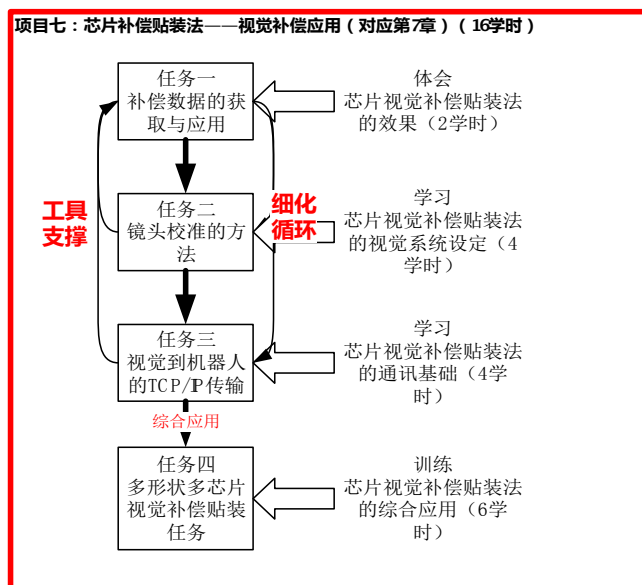 项目七：芯片补偿贴装法——视觉补偿应用（对应第7章）（16学时）
任务一
补偿数据的获
取与应用
体会
芯片视觉补偿贴装法
的效果（2学时）
工具
支撑
细化
循环
任务二
镜头校准的方
法
学习
芯片视觉补偿贴装法
的视觉系统设定（4
学时）
任务三
视觉到机器人
的TCP/IP传输
学习
芯片视觉补偿贴装法
的通讯基础（4学
时）
综合应用
任务四
多形状多芯片
视觉补偿贴装
任务
训练
芯片视觉补偿贴装法
的综合应用（6学
时）